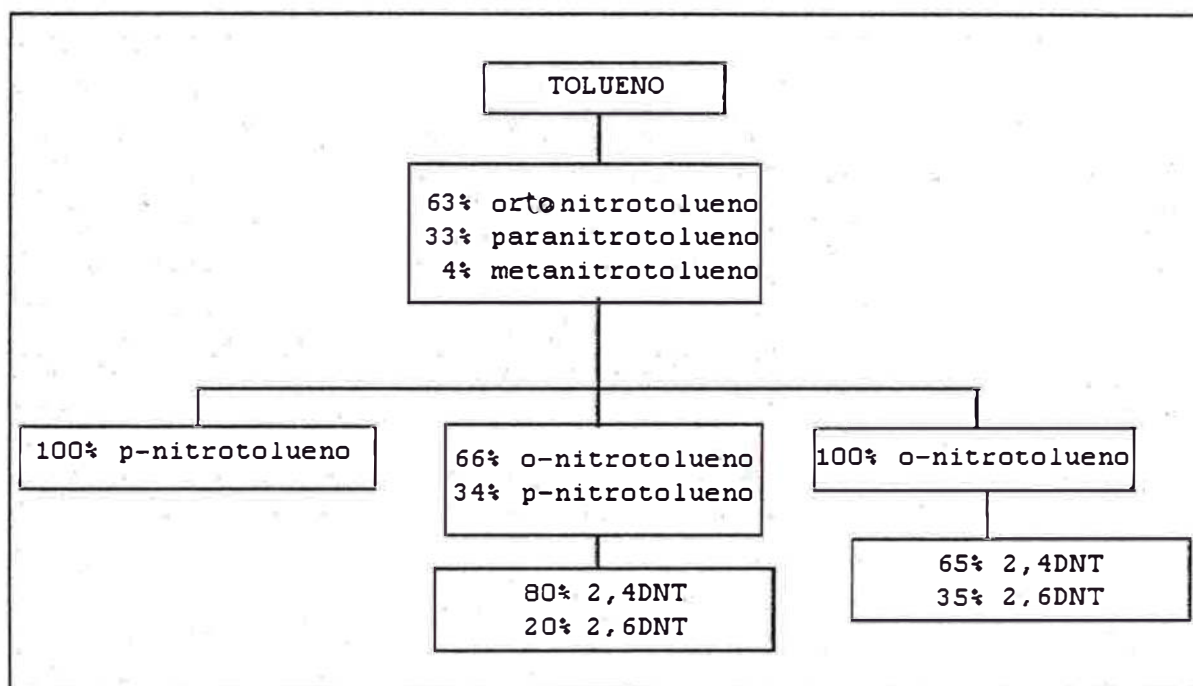 TOLUENO
63% ortonitrotolueno
33% paranitrotolueno
4% metanitrotolueno
100% p-nitrotolueno
66% o-nitrotolueno
34% p-nitrotolueno
100% o-nitrotolueno
80% 2,4DNT
20% 2,6DNT
65% 2,4DNT
35% 2,6DNT